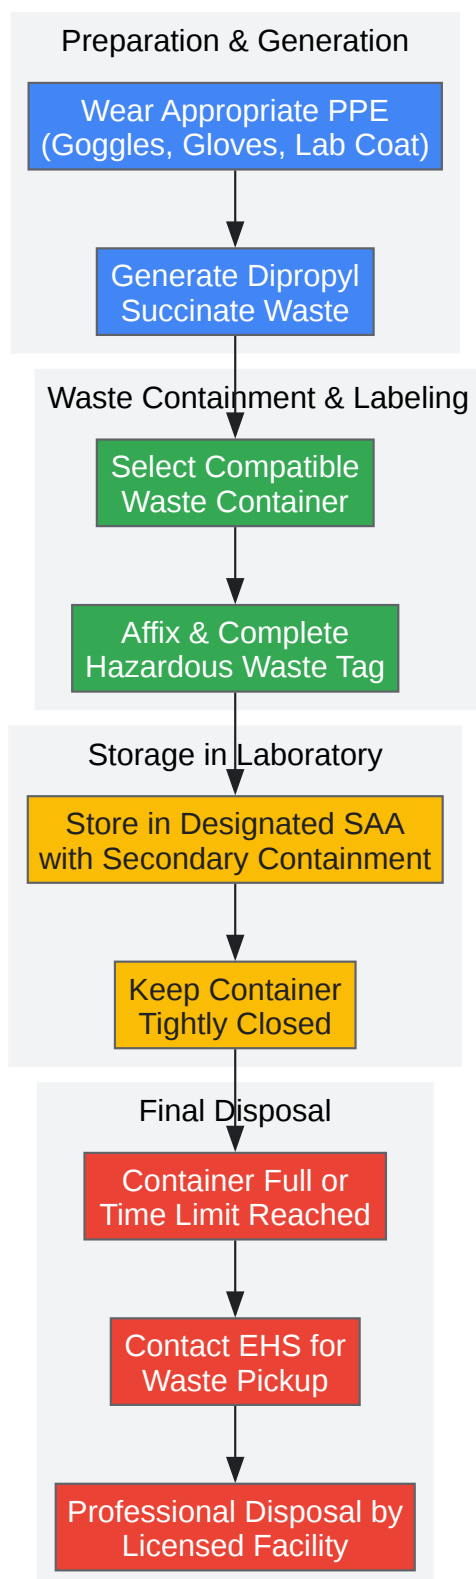 Preparation & Generation
Wear Appropriate PPE
(Goggles, Gloves, Lab Coat)
Generate Dipropyl
Succinate Waste
Waste Containment & Labeling
Select Compatible
Waste Container
Affix & Complete
Hazardous Waste Tag
Storage in Laboratory
Store in Designated SAA
with Secondary Containment
Keep Container
Tightly Closed
Final Disposal
Container Full or
Time Limit Reached
Contact EHS for
Waste Pickup
Professional Disposal by
Licensed Facility